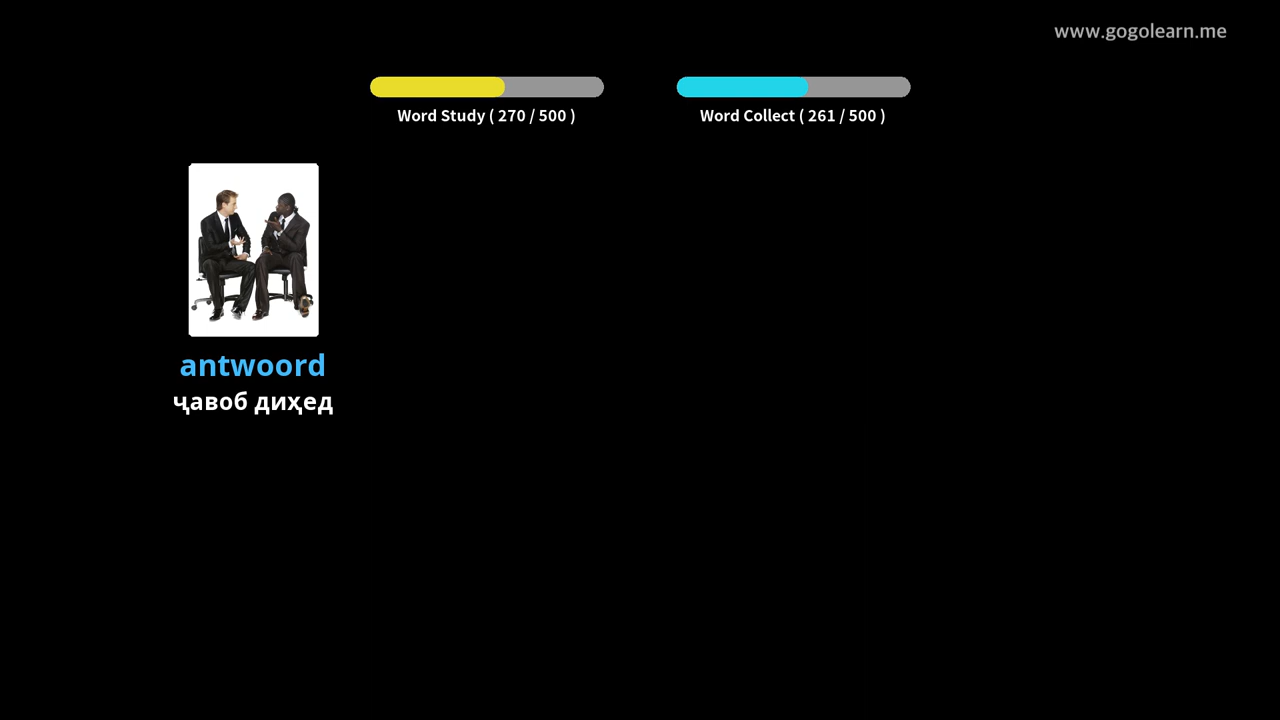 www.gogolearn.me
Word Study ( 270 / 500 )
Word Collect ( 261 / 500 )
antwoord
ҷавоб диҳед